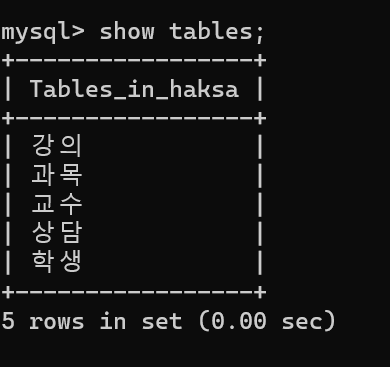 mysql> show tables;
+-----------------+
| Tables_in_haksa |
+-----------------+
| 강의            |
| 과목            |
| 교수            |
| 상담            |
| 학생            |
+-----------------+
5 rows in set (0.00 sec)